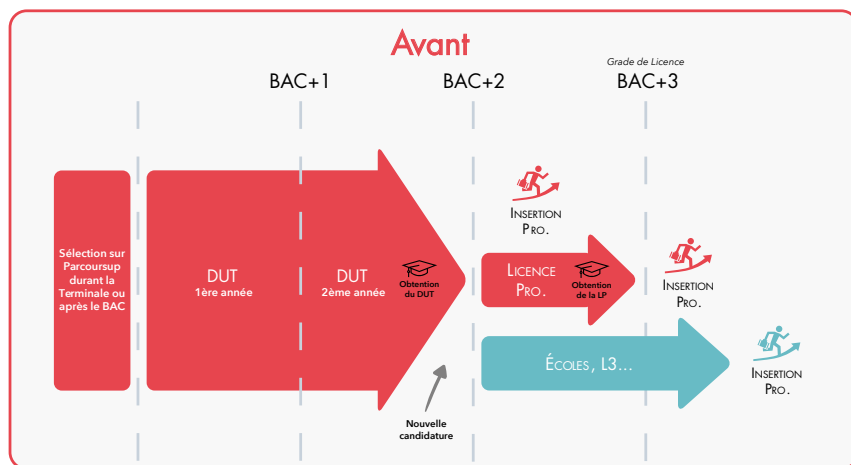 Avant
Grade de Licence
BAC+1
BAC+2
BAC+3
Sélection sur
Parcoursup
durant la
Terminale ou
après le BAC
DUT
1ère année
DUT
2ème année
Obtention
du DUT
Nouvelle
candidature
Insertion
Pro.
Licence
Pro.
Obtention
de la LP
Insertion
Pro.
Écoles, L3...
Insertion
Pro.